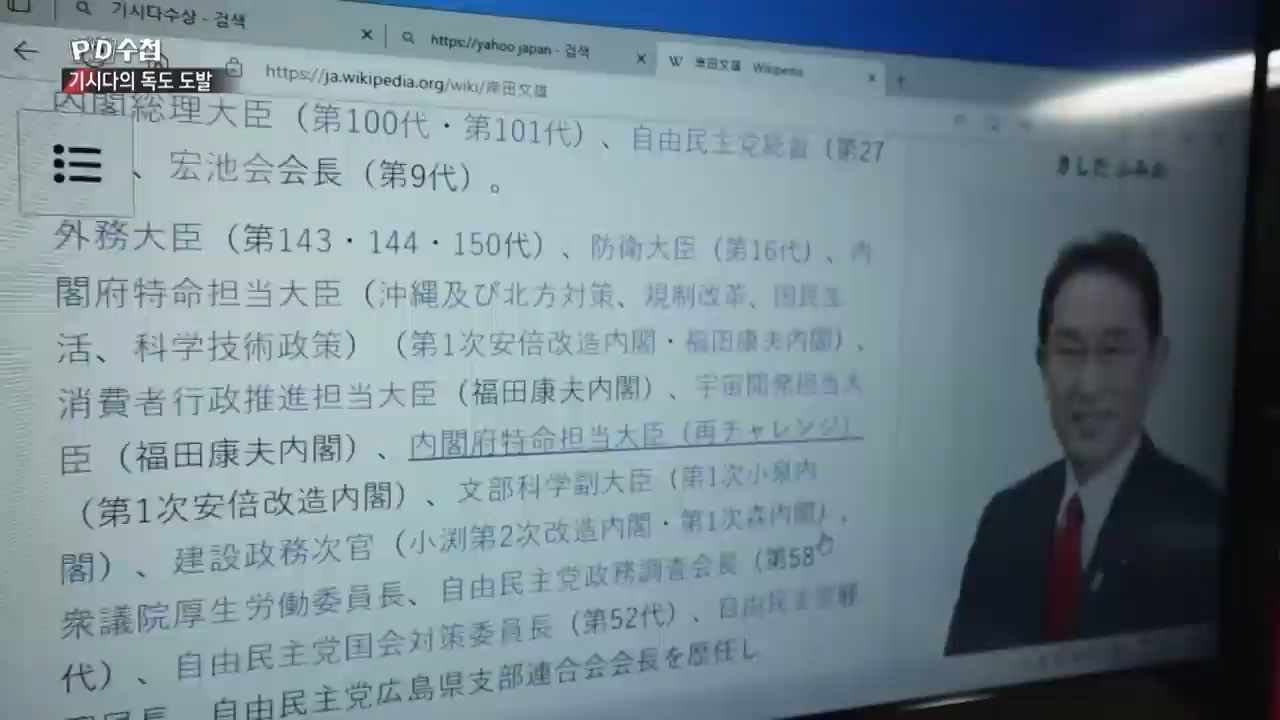 기시다수상 - 검색
https://yahoo japan - 검색
W 岸田文雄 Wikipedia
PD수첩
기시다의 독도 도발
https://ja.wikipedia.org/wiki/岸田文雄
内閣総理大臣（第100代・第101代）、自由民主党総裁（第27
、宏池会会長（第9代）。
きしだ ふみお
外務大臣（第143・144・150代）、防衛大臣（第16代）、内
閣府特命担当大臣（沖縄及び北方対策、規制改革、国民生
活、科学技術政策）（第1次安倍改造内閣・福田康夫内閣）、
消費者行政推進担当大臣（福田康夫内閣）、宇宙開発担当大
臣（福田康夫内閣）、内閣府特命担当大臣（再チャレンジ）
（第1次安倍改造内閣）、文部科学副大臣（第1次小泉内
閣）、建設政務次官（小渕第2次改造内閣・第1次森内閣）、
衆議院厚生労働委員長、自由民主党政務調査会長（第58
代）、自由民主党国会対策委員長（第52代）、自由民主党
自由民主党広島県支部連合会会長を歴任し